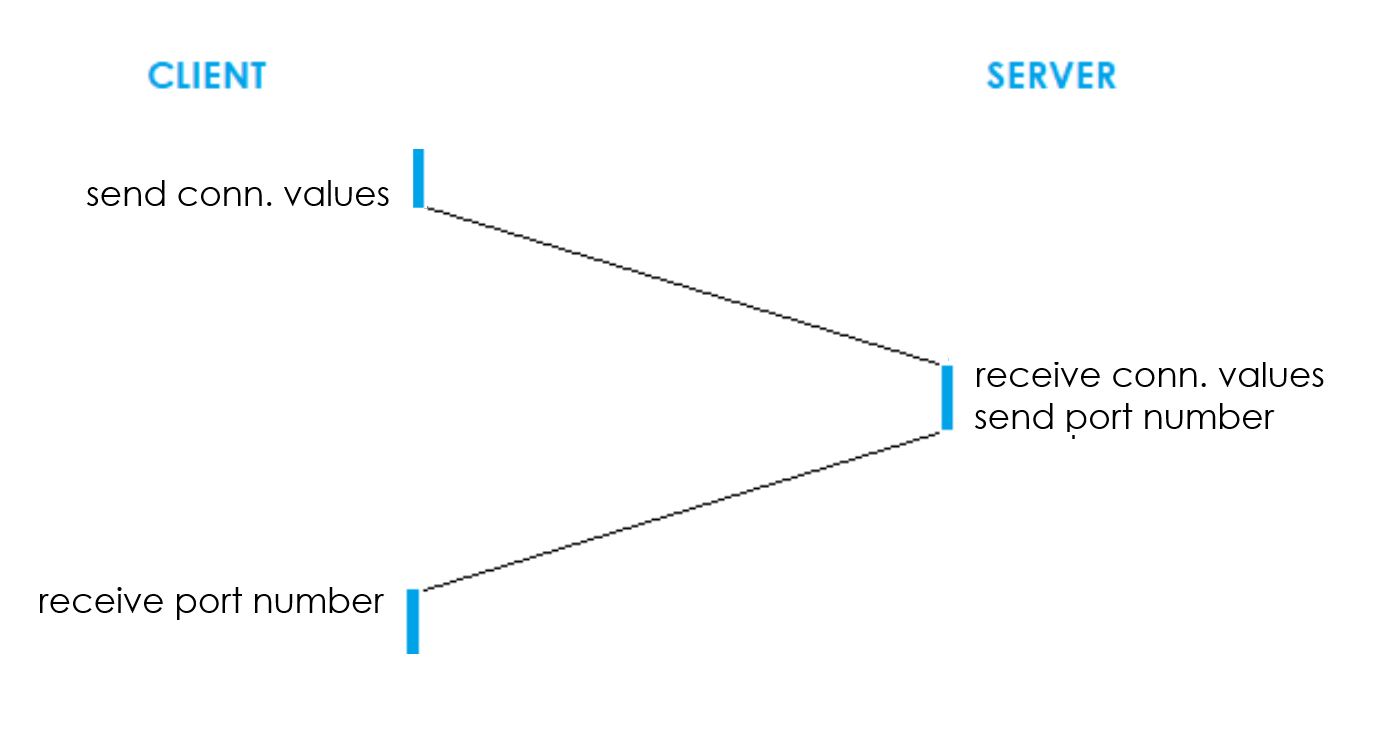 CLIENT
SERVER
send conn. values
receive conn. values
send port number
receive port number